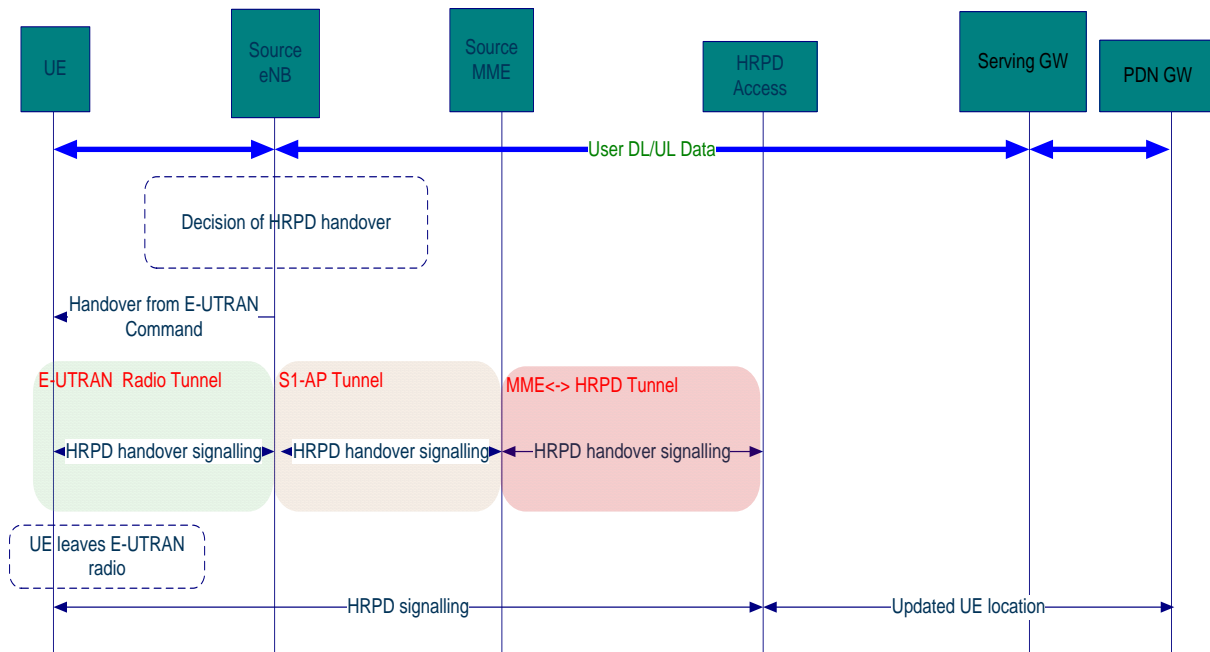 UE
Source
eNB
Source
MME
HRPD
Access
Serving GW
PDN GW
User DL/UL Data
Decision of HRPD handover
Handover from E-UTRAN
Command
E-UTRAN  Radio Tunnel
S1-AP Tunnel
MME<-> HRPD Tunnel
HRPD handover signalling
HRPD handover signalling
HRPD handover signalling
UE leaves E-UTRAN
radio
HRPD signalling
Updated UE location